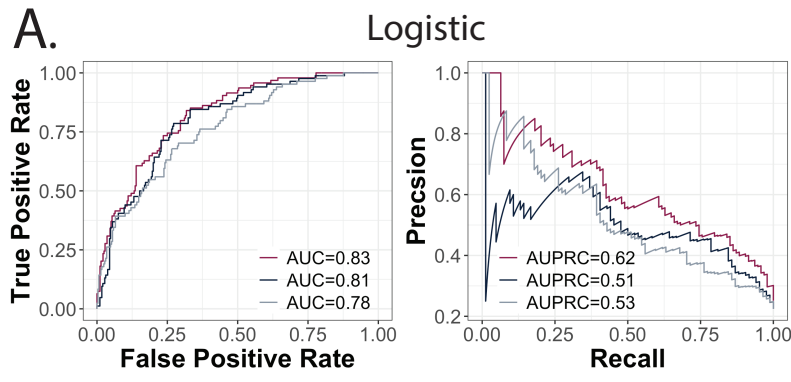 A.
Logistic
True Positive Rate
1.00
0.75
0.50
0.25
0.00
AUC=0.83
AUC=0.81
AUC=0.78
0.00 0.25 0.50 0.75 1.00
False Positive Rate
Precsion
1.0
0.8
0.6
0.4
0.2
AUPRC=0.62
AUPRC=0.51
AUPRC=0.53
0.00 0.25 0.50 0.75 1.00
Recall